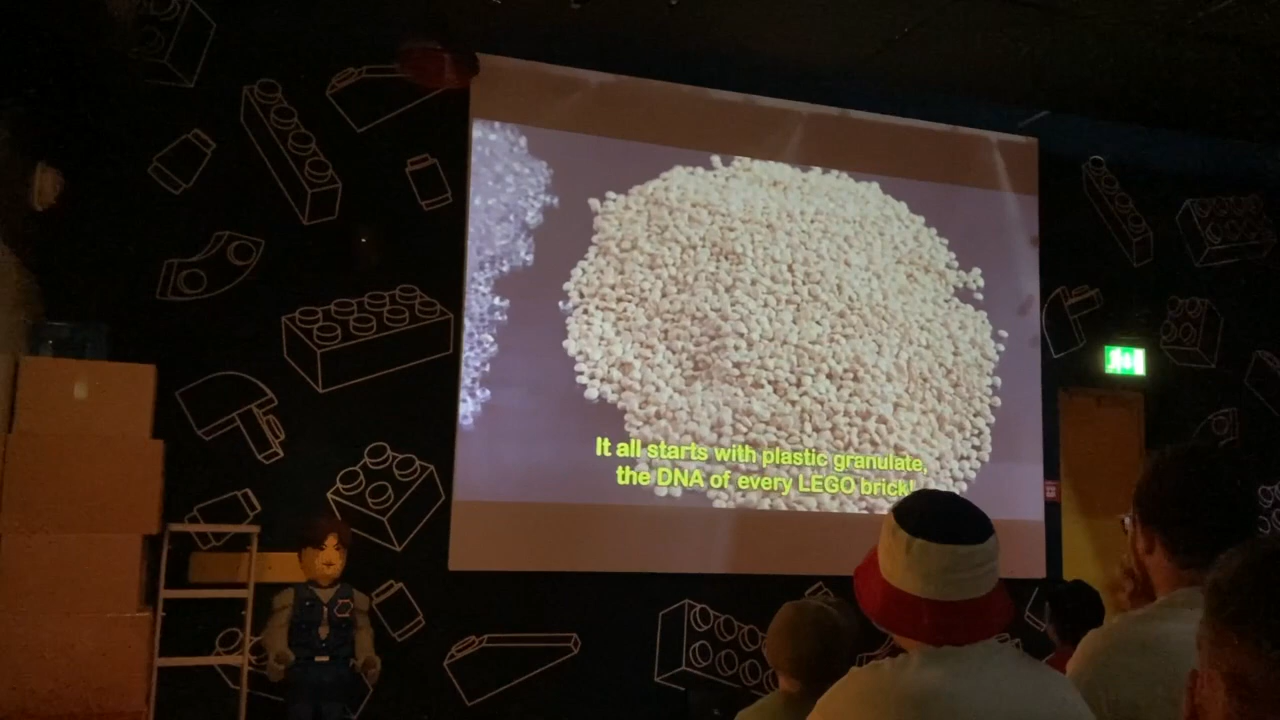 It all starts with plastic granulate,
the DNA of every LEGO brick!